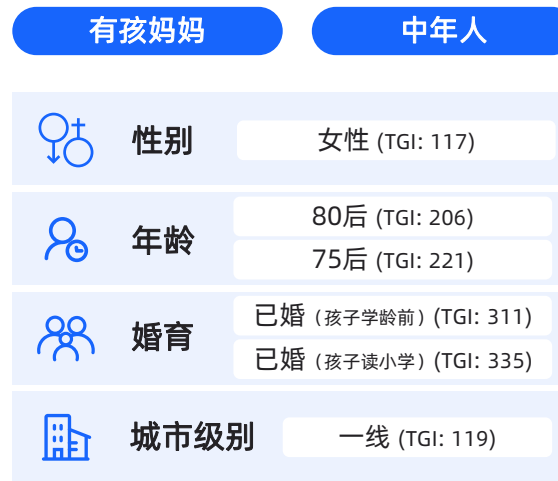 有孩妈妈 中年人
性别 女性 (TGI: 117)
年龄 80后 (TGI: 206)
75后 (TGI: 221)
婚育 已婚（孩子学龄前）(TGI: 311)
已婚（孩子读小学）(TGI: 335)
城市级别 一线 (TGI: 119)